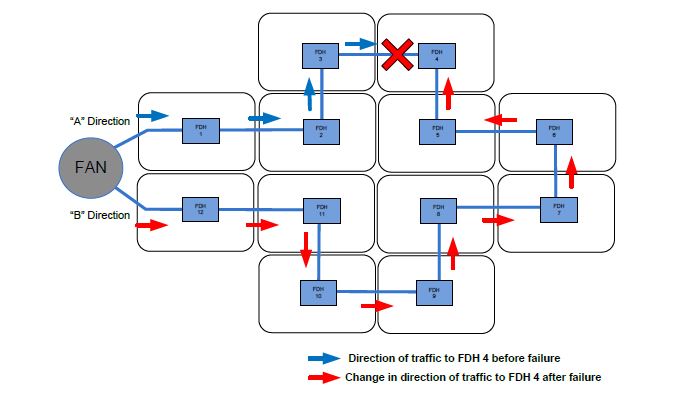 FDH
3
FDH
4
"A" Direction
FDH
1
FDH
2
FDH
5
FDH
6
FAN
"B" Direction
FDH
12
FDH
11
FDH
8
FDH
7
FDH
10
FDH
9
Direction of traffic to FDH 4 before failure
Change in direction of traffic to FDH 4 after failure